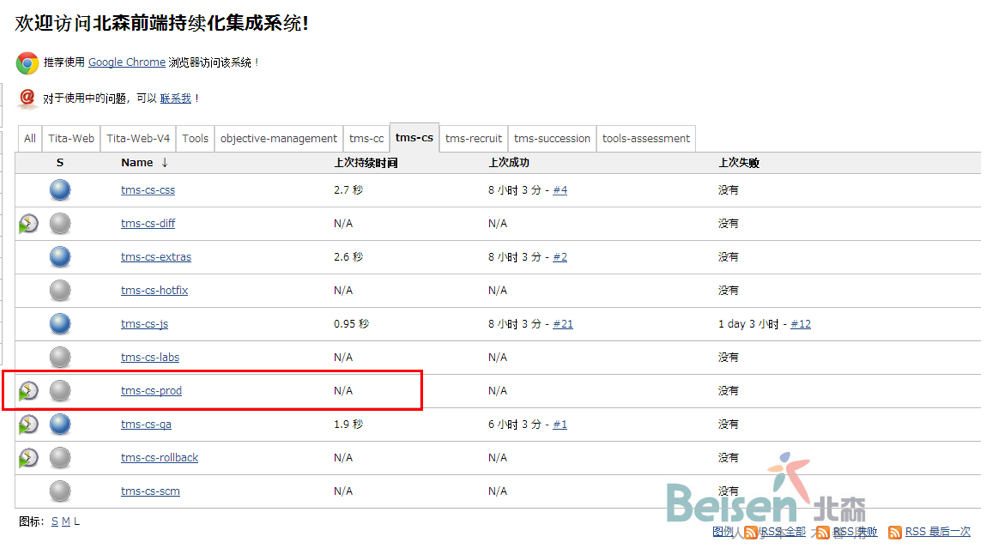 欢迎访问北森前端持续化集成系统!
推荐使用 Google Chrome 浏览器访问该系统！
对于使用中的问题，可以 联系我！
All Tita-Web Tita-Web-V4 Tools objective-management tms-cc tms-cs tms-recruit tms-succession tools-assessment
S Name ↓ 上次持续时间 上次成功 上次失败
tms-cs-css 2.7 秒 8 小时 3 分 - #4 没有
tms-cs-diff N/A N/A 没有
tms-cs-extras 2.6 秒 8 小时 3 分 - #2 没有
tms-cs-hotfix N/A N/A 没有
tms-cs-js 0.95 秒 8 小时 3 分 - #21 1 day 3 小时 - #12
tms-cs-labs N/A N/A 没有
tms-cs-prod N/A N/A 没有
tms-cs-qa 1.9 秒 6 小时 3 分 - #1 没有
tms-cs-rollback N/A N/A 没有
tms-cs-scm N/A N/A 没有
Beisen 北森
图标: S M L
图例 RSS 全部 RSS 失败 RSS 最后一次